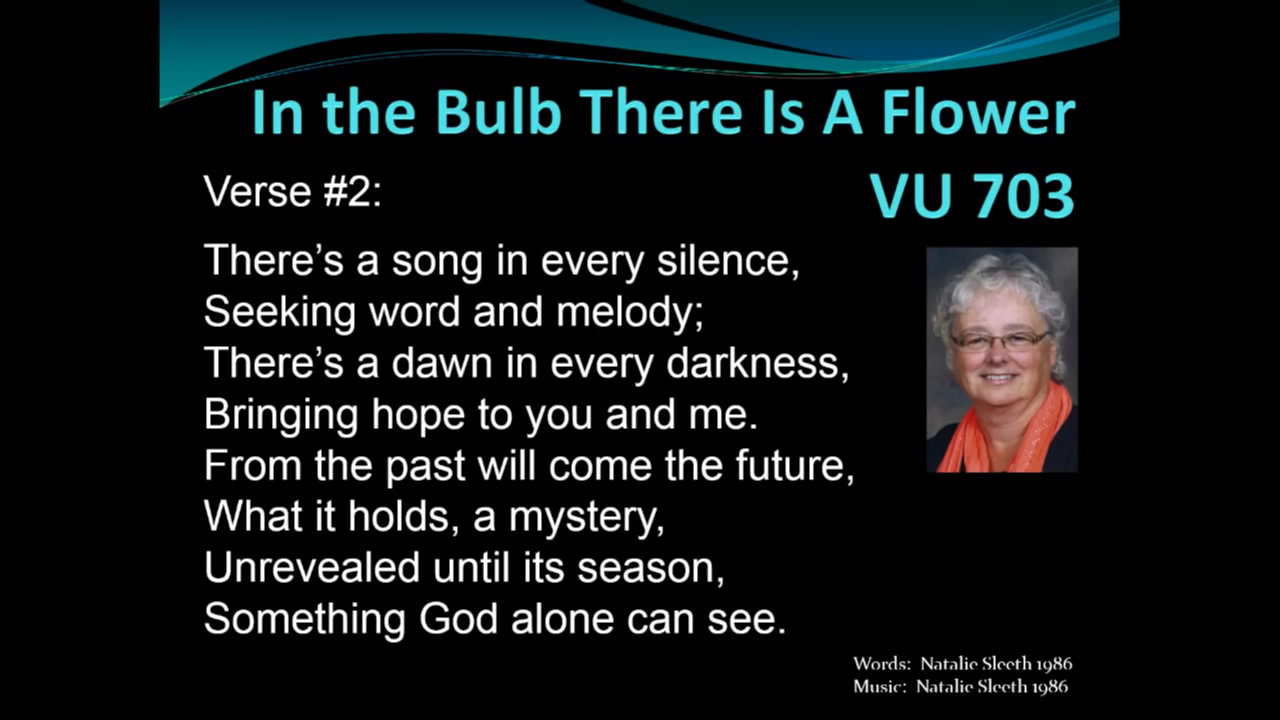 In the Bulb There Is A Flower
VU 703
Verse #2:
There’s a song in every silence,
Seeking word and melody;
There’s a dawn in every darkness,
Bringing hope to you and me.
From the past will come the future,
What it holds, a mystery,
Unrevealed until its season,
Something God alone can see.
Words: Natalie Sleeth 1986
Music: Natalie Sleeth 1986